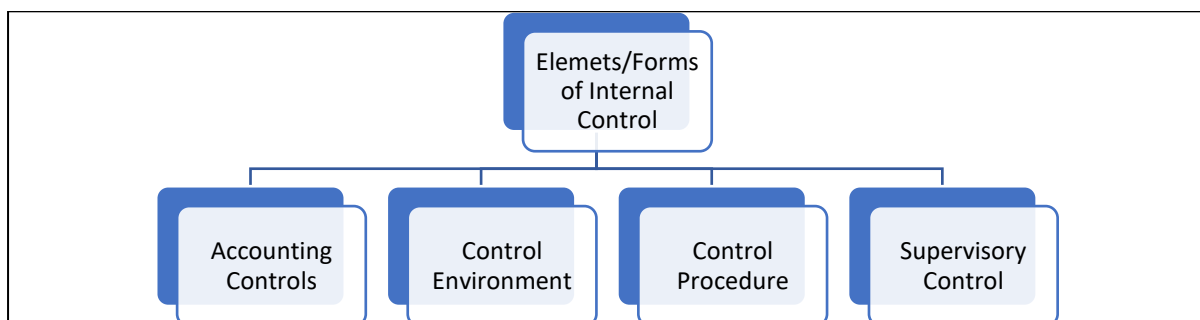 Elemets/Forms
of Internal
Control
Accounting
Controls
Control
Environment
Control
Procedure
Supervisory
Control